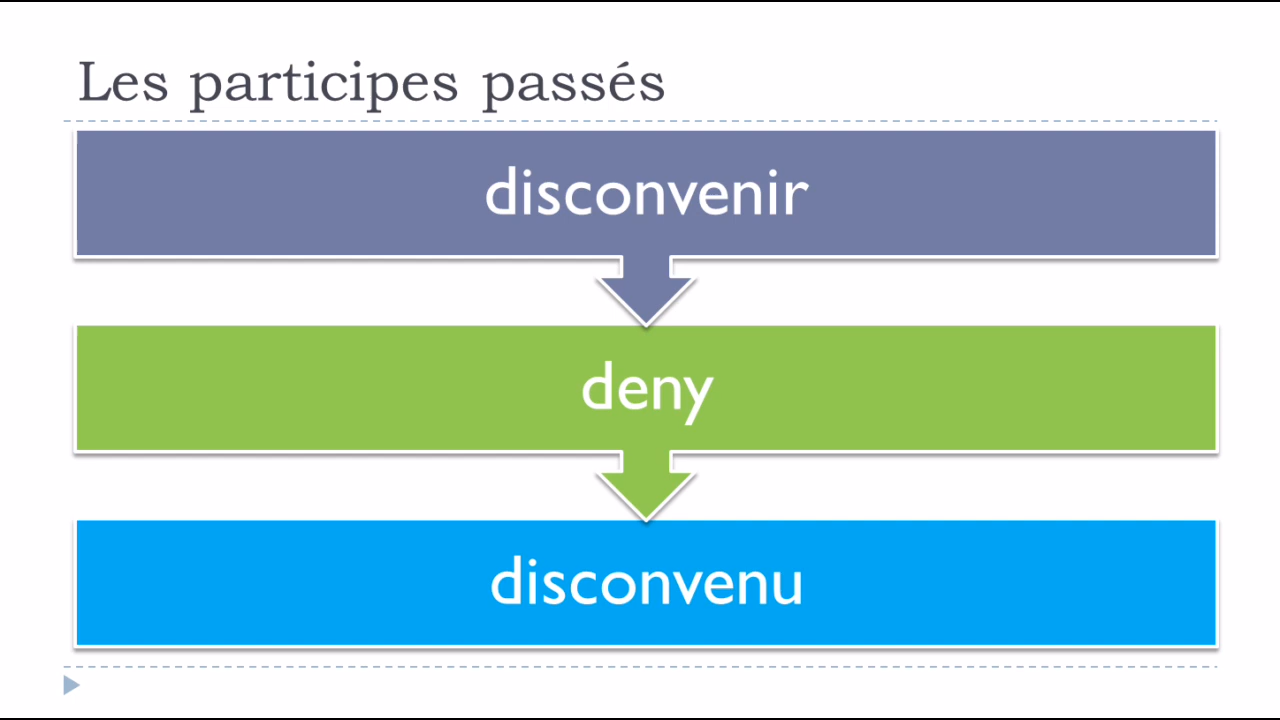 Les participes passés
disconvenir
deny
disconvenu